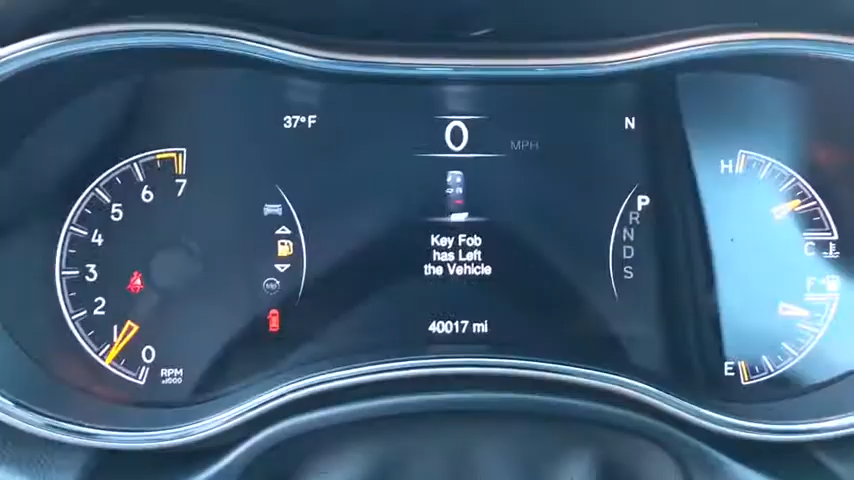 37°F
0
MPH
N
Key Fob
has Left
the Vehicle
40017 mi
7
6
5
4
3
2
1
0
RPM
x1000
P
R
N
D
S
H
C
F
E